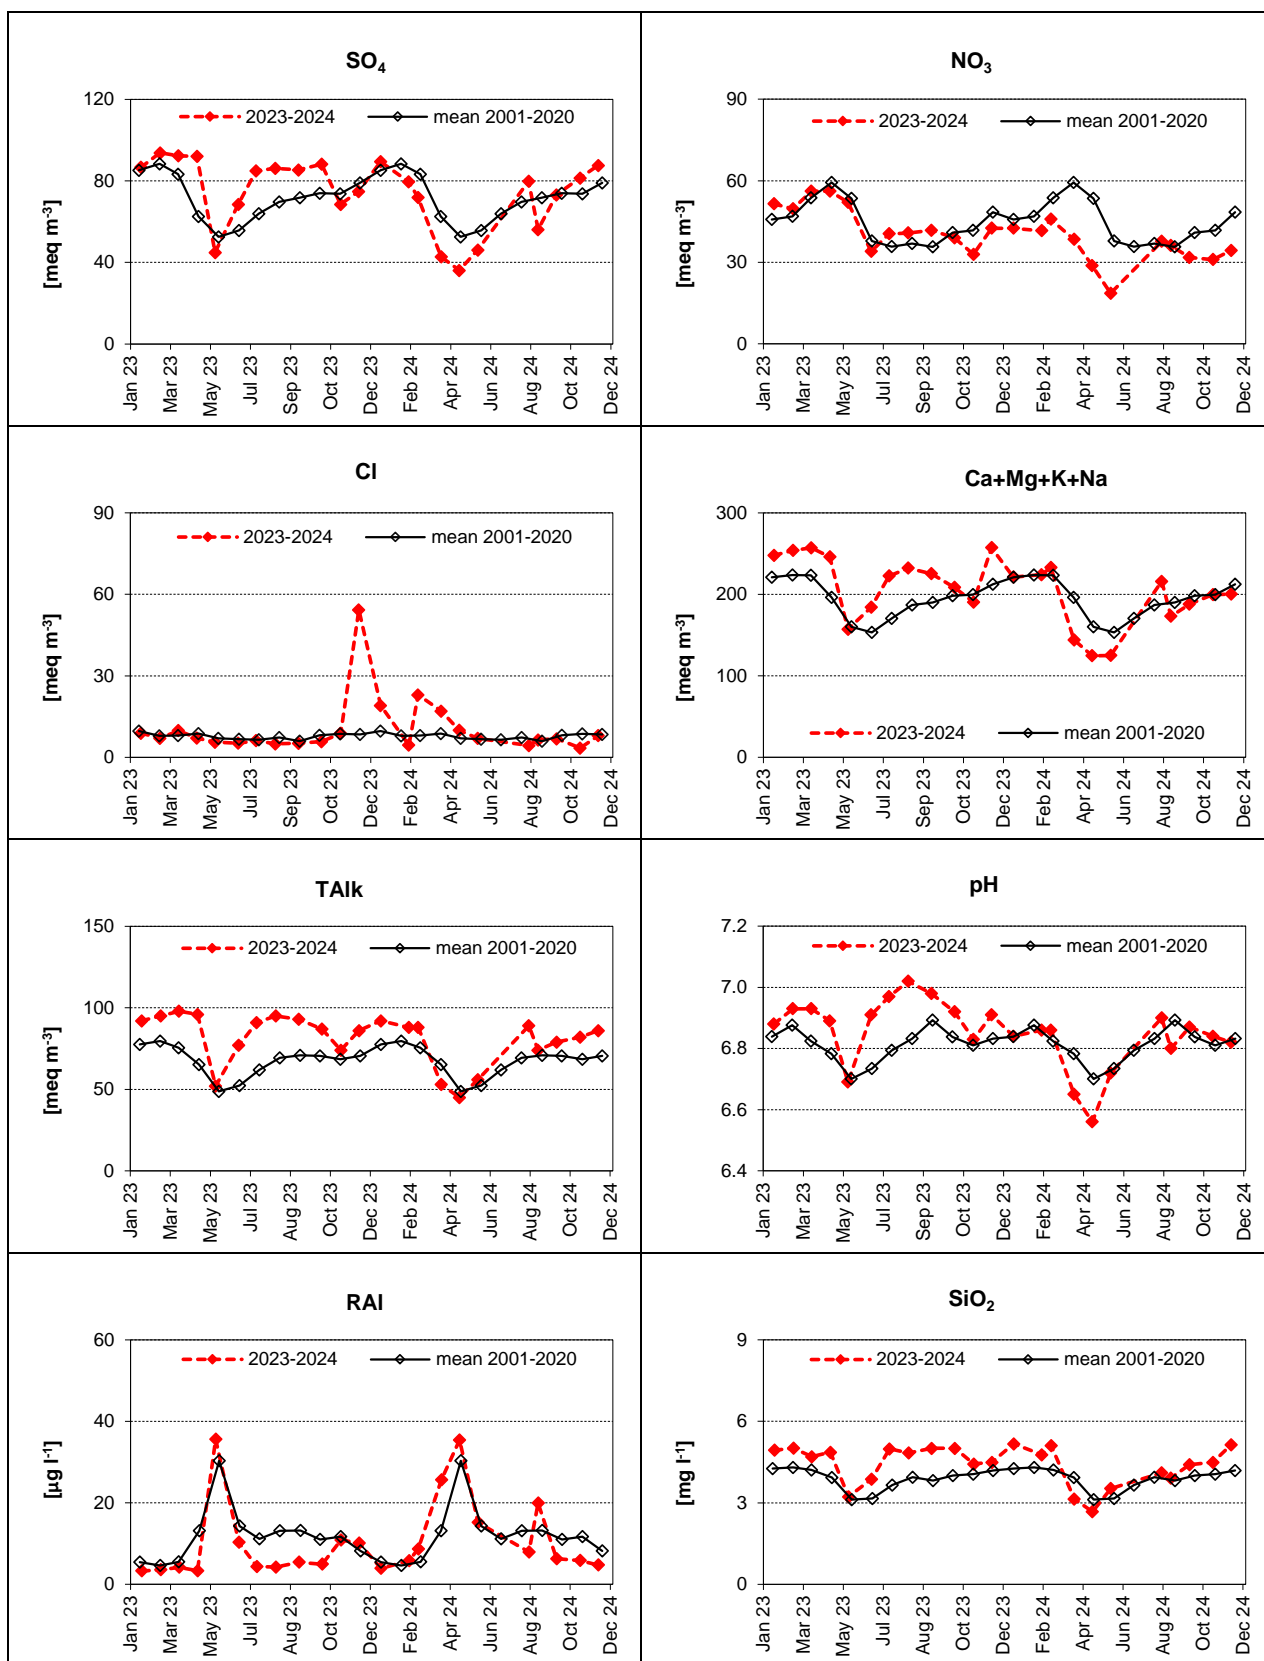 SO4
120
80
40
0
[meq m-3]
2023-2024
mean 2001-2020
Jan 23
Mar 23
May 23
Jul 23
Sep 23
Oct 23
Dec 23
Feb 24
Apr 24
Jun 24
Aug 24
Oct 24
Dec 24
NO3
90
60
30
0
[meq m-3]
2023-2024
mean 2001-2020
Jan 23
Mar 23
May 23
Jul 23
Sep 23
Oct 23
Dec 23
Feb 24
Apr 24
Jun 24
Aug 24
Oct 24
Dec 24
Cl
90
60
30
0
[meq m-3]
2023-2024
mean 2001-2020
Jan 23
Mar 23
May 23
Jul 23
Sep 23
Oct 23
Dec 23
Feb 24
Apr 24
Jun 24
Aug 24
Oct 24
Dec 24
Ca+Mg+K+Na
300
200
100
0
[meq m-3]
2023-2024
mean 2001-2020
Jan 23
Mar 23
May 23
Jul 23
Sep 23
Oct 23
Dec 23
Feb 24
Apr 24
Jun 24
Aug 24
Oct 24
Dec 24
TAlk
150
100
50
0
[meq m-3]
2023-2024
mean 2001-2020
Jan 23
Mar 23
May 23
Jul 23
Aug 23
Oct 23
Dec 23
Feb 24
Apr 24
Jun 24
Aug 24
Oct 24
Dec 24
pH
7.2
7.0
6.8
6.6
6.4
2023-2024
mean 2001-2020
Jan 23
Mar 23
May 23
Jul 23
Sep 23
Oct 23
Dec 23
Feb 24
Apr 24
Jun 24
Aug 24
Oct 24
Dec 24
RAl
60
40
20
0
[µg l-1]
2023-2024
mean 2001-2020
Jan 23
Mar 23
May 23
Jul 23
Aug 23
Oct 23
Dec 23
Feb 24
Apr 24
Jun 24
Aug 24
Oct 24
Dec 24
SiO2
9
6
3
0
[mg l-1]
2023-2024
mean 2001-2020
Jan 23
Mar 23
May 23
Jul 23
Sep 23
Oct 23
Dec 23
Feb 24
Apr 24
Jun 24
Aug 24
Oct 24
Dec 24